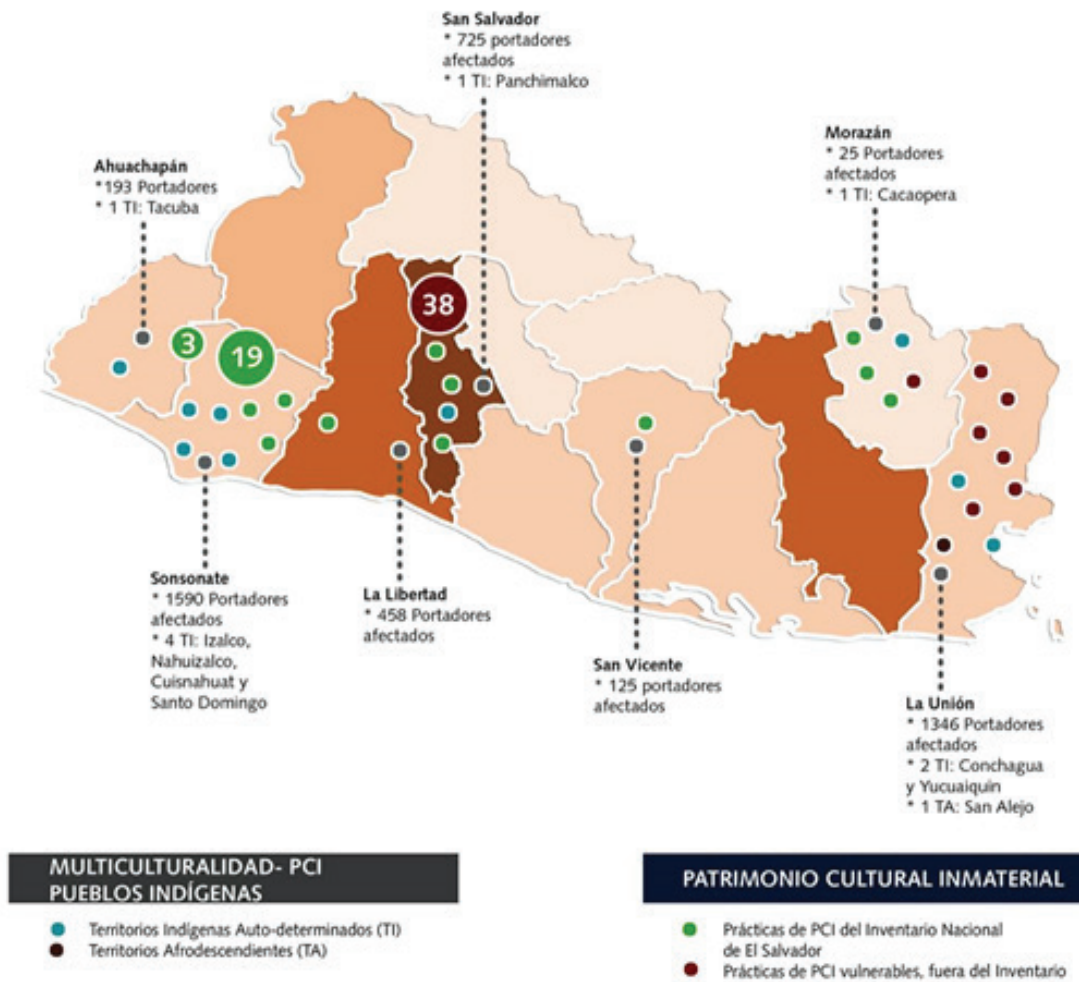 San Salvador
* 725 portadores
afectados
* 1 TI: Panchimalco
Morazán
* 25 Portadores
afectados
* 1 TI: Cacaopera
Ahuachapán
*193 Portadores
* 1 TI: Tacuba
38
3
19
Sonsonate
* 1590 Portadores
afectados
* 4 TI: Izalco,
Nahuizalco,
Cuisnahuat y
Santo Domingo
La Libertad
* 458 Portadores
afectados
San Vicente
* 125 portadores
afectados
La Unión
* 1346 Portadores
afectados
* 2 TI: Conchagua
y Yucuaiquin
* 1 TA: San Alejo
MULTICULTURALIDAD- PCI
PUEBLOS INDÍGENAS
Territorios Indígenas Auto-determinados (TI)
Territorios Afrodescendientes (TA)
PATRIMONIO CULTURAL INMATERIAL
Prácticas de PCI del Inventario Nacional
de El Salvador
Prácticas de PCI vulnerables, fuera del Inventario